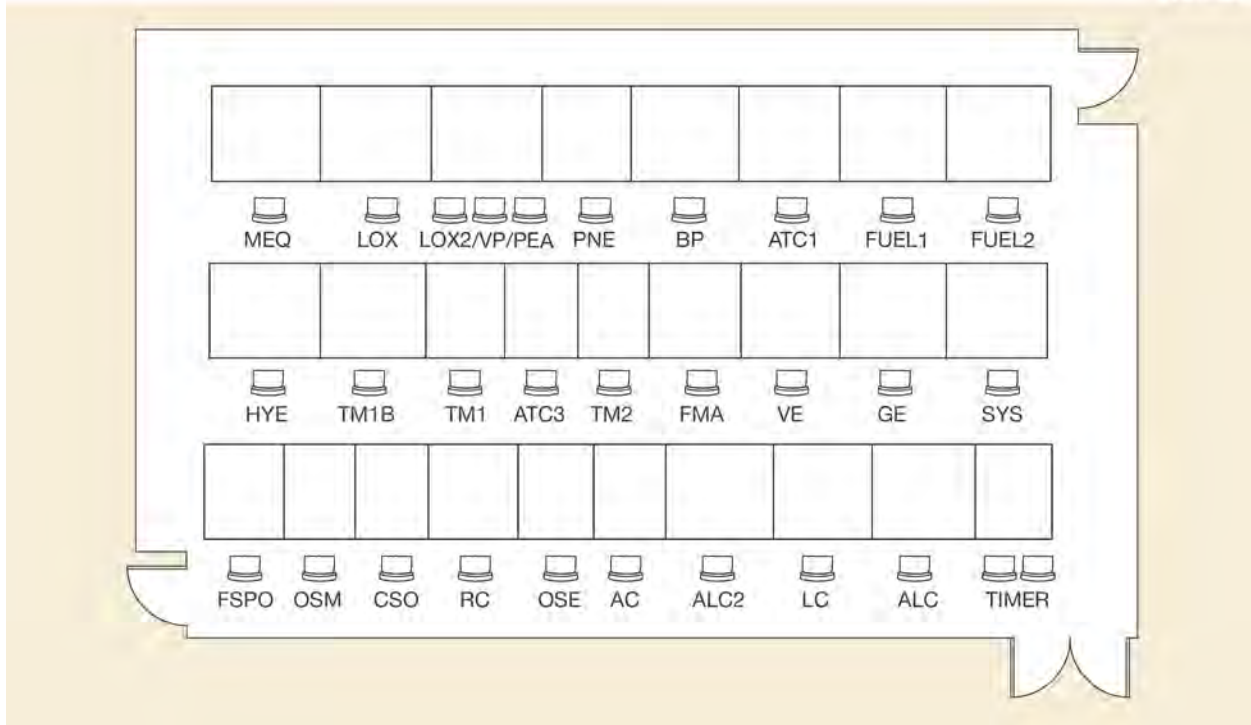 MEQ LOX LOX2/VP/PEA PNE BP ATC1 FUEL1 FUEL2
HYE TM1B TM1 ATC3 TM2 FMA VE GE SYS
FSPO OSM CSO RC OSE AC ALC2 LC ALC TIMER